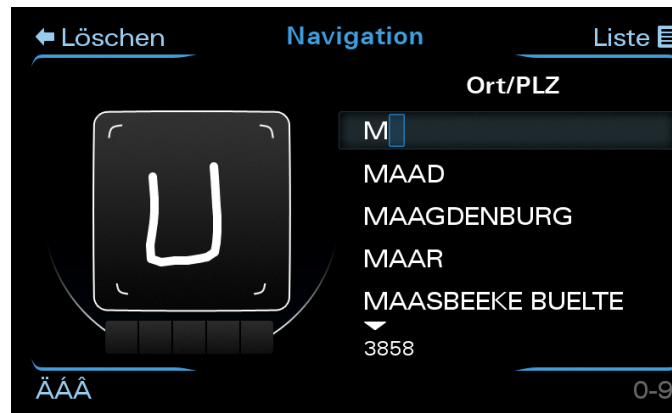 Löschen Navigation Liste
Ort/PLZ
M
MAAD
MAAGDENBURG
MAAR
MAASBEEKE BUELTE
3858
U
ÄÁÂ 0-9